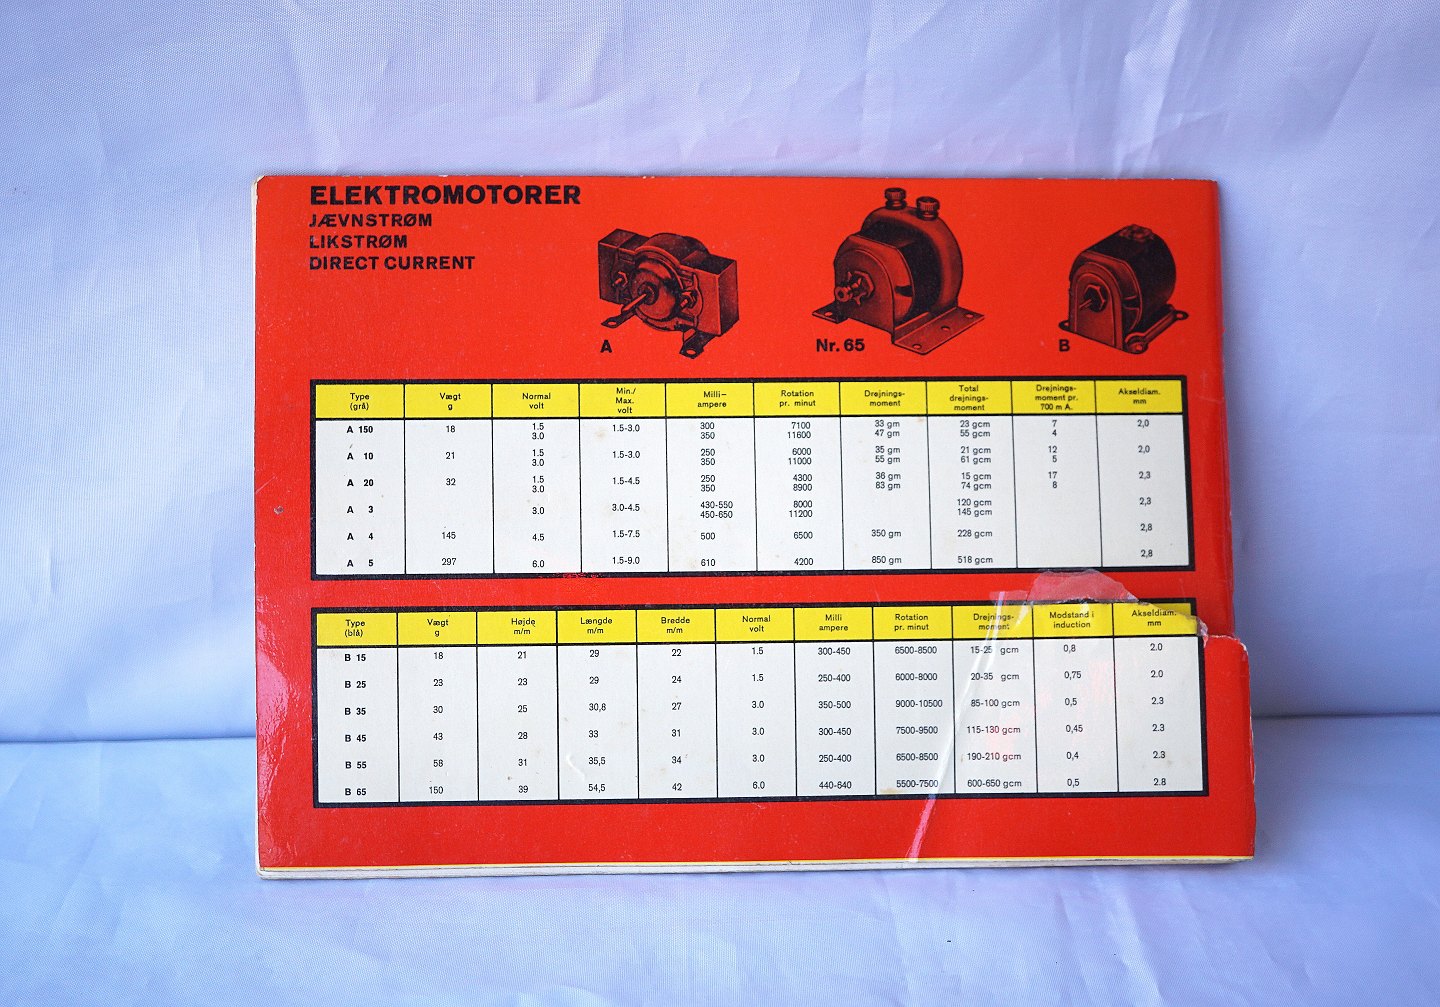 ELEKTROMOTORER
JÆVNSTRØM
LIKSTRØM
DIRECT CURRENT
A
Nr. 65
B
Type (grå) Vægt g Normal volt Min./ Max. volt Milli- ampere Rotation pr. minut Drejnings- moment Total drejnings- moment Drejnings- moment pr. 700 m A. Akseldiam. mm
A 150 18 1.5 1.5-3.0 300 7100 33 gm 23 gcm 7 2,0
3.0 350 11600 47 gm 55 gcm 4
A 10 21 1.5 1.5-3.0 250 6000 35 gm 21 gcm 12 2,0
3.0 350 11000 55 gm 61 gcm 5
A 20 32 1.5 1.5-4.5 250 4300 36 gm 15 gcm 17 2,3
3.0 350 8900 83 gm 74 gcm 8
A 3 3.0 3.0-4.5 430-550 8000 120 gcm 2,3
450-650 11200 145 gcm
A 4 145 4.5 1.5-7.5 500 6500 350 gm 228 gcm 2,8
A 5 297 6.0 1.5-9.0 610 4200 850 gm 518 gcm 2,8
Type (blå) Vægt g Højde m/m Længde m/m Bredde m/m Normal volt Milli ampere Rotation pr. minut Drejnings- moment Modstand i induction Akseldiam. mm
B 15 18 21 29 22 1.5 300-450 6500-8500 15-25 gcm 0,8 2.0
B 25 23 23 29 24 1.5 250-400 6000-8000 20-35 gcm 0,75 2.0
B 35 30 25 30,8 27 3.0 350-500 9000-10500 85-100 gcm 0,5 2.3
B 45 43 28 33 31 3.0 300-450 7500-9500 115-130 gcm 0,45 2.3
B 55 58 31 35,5 34 3.0 250-400 6500-8500 190-210 gcm 0,4 2.3
B 65 150 39 54,5 42 6.0 440-640 5500-7500 600-650 gcm 0,5 2.8